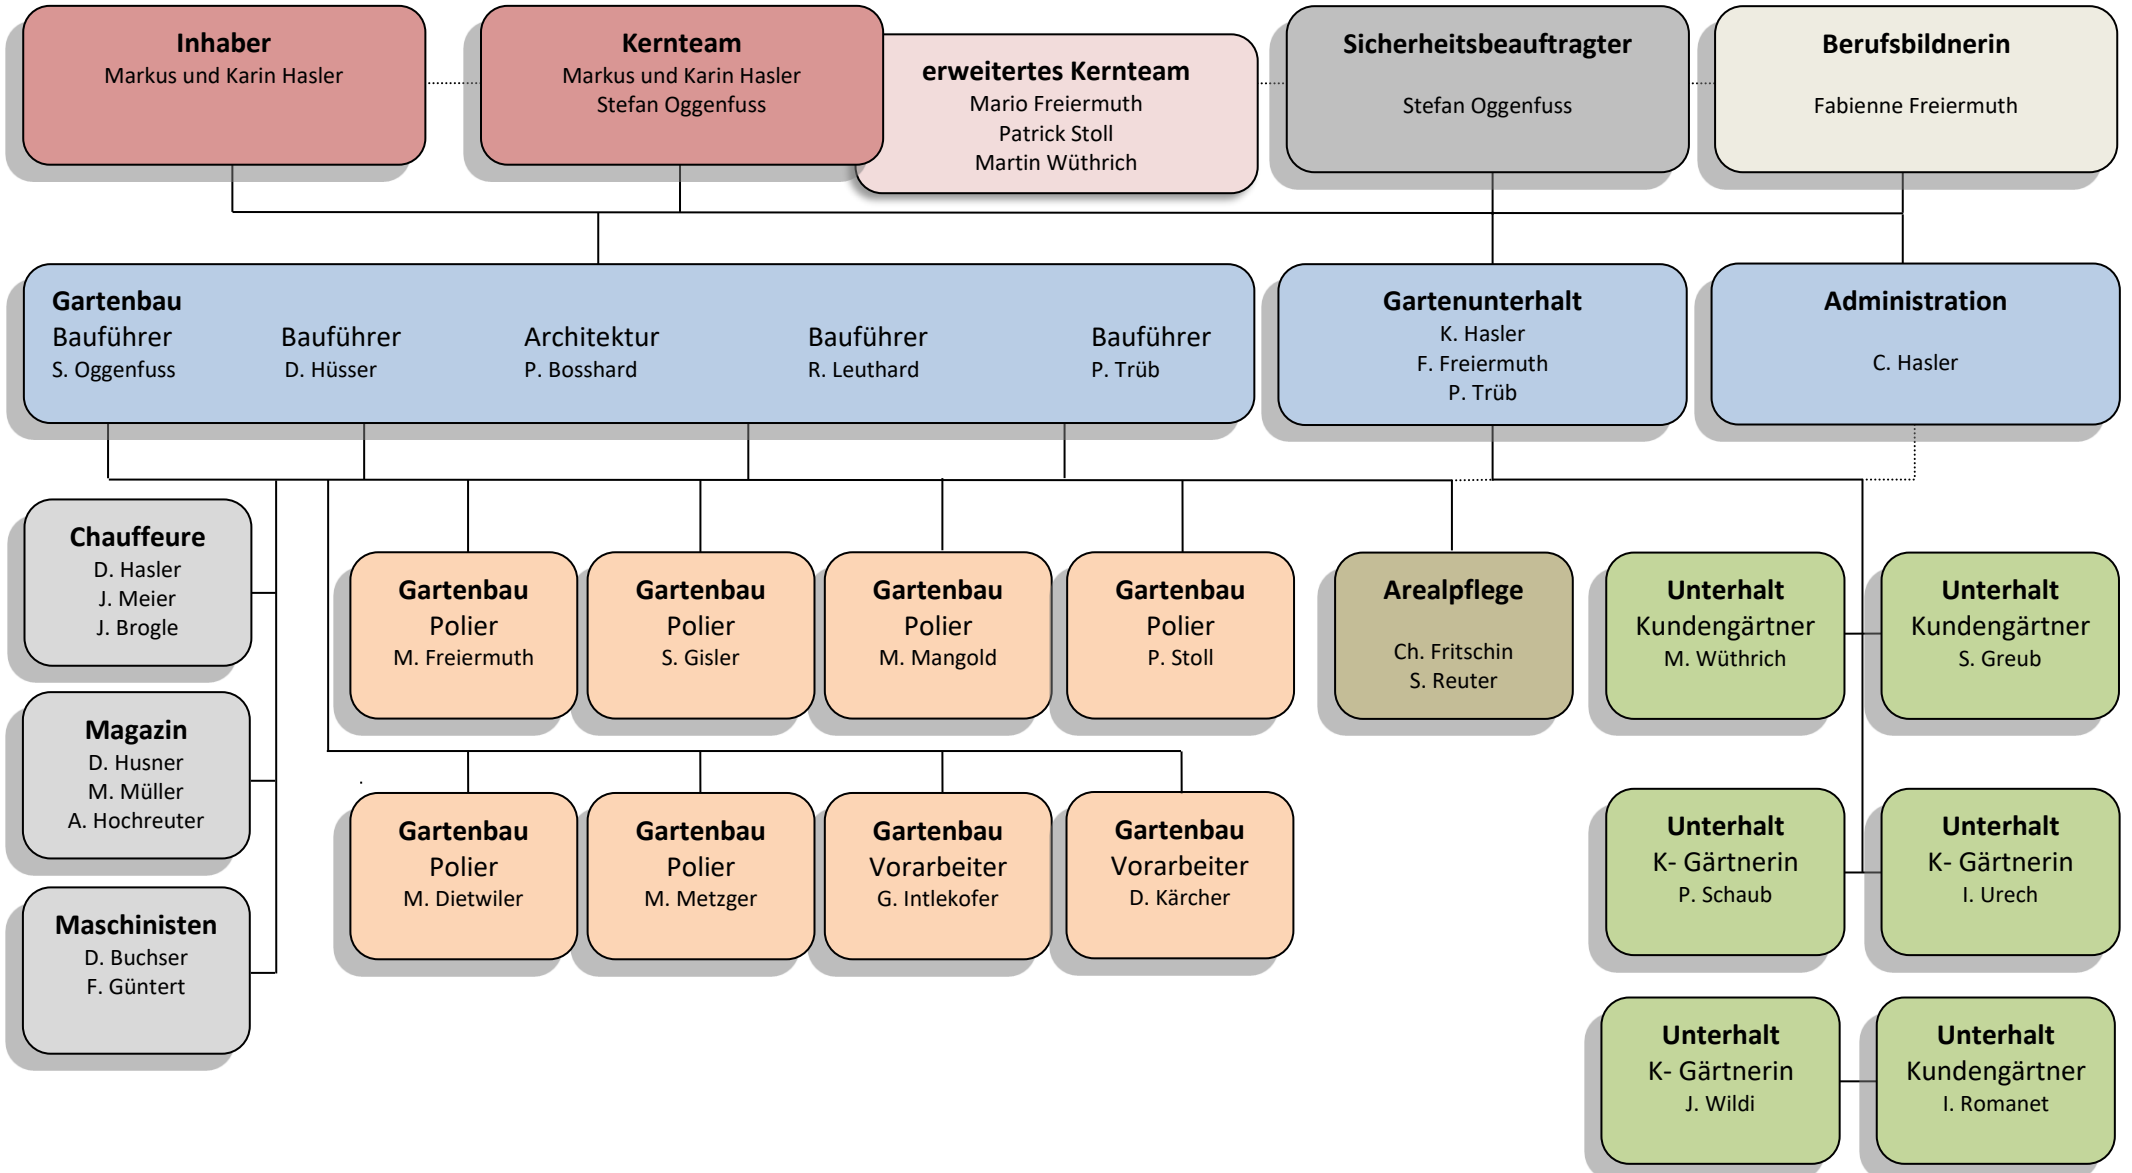 Inhaber
Markus und Karin Hasler
Kernteam
Markus und Karin Hasler
Stefan Oggenfuss
erweitertes Kernteam
Mario Freiermuth
Patrick Stoll
Martin Wüthrich
Sicherheitsbeauftragter
Stefan Oggenfuss
Berufsbildnerin
Fabienne Freiermuth
Gartenbau
Bauführer Bauführer Architektur Bauführer Bauführer
S. Oggenfuss D. Hüsser P. Bosshard R. Leuthard P. Trüb
Gartenunterhalt
K. Hasler
F. Freiermuth
P. Trüb
Administration
C. Hasler
Chauffeure
D. Hasler
J. Meier
J. Brogle
Magazin
D. Husner
M. Müller
A. Hochreuter
Maschinisten
D. Buchser
F. Güntert
Gartenbau
Polier
M. Freiermuth
Gartenbau
Polier
S. Gisler
Gartenbau
Polier
M. Mangold
Gartenbau
Polier
P. Stoll
Arealpflege
Ch. Fritschin
S. Reuter
Unterhalt
Kundengärtner
M. Wüthrich
Unterhalt
Kundengärtner
S. Greub
.
Gartenbau
Polier
M. Dietwiler
Gartenbau
Polier
M. Metzger
Gartenbau
Vorarbeiter
G. Intlekofer
Gartenbau
Vorarbeiter
D. Kärcher
Unterhalt
K- Gärtnerin
P. Schaub
Unterhalt
K- Gärtnerin
I. Urech
Unterhalt
K- Gärtnerin
J. Wildi
Unterhalt
Kundengärtner
I. Romanet